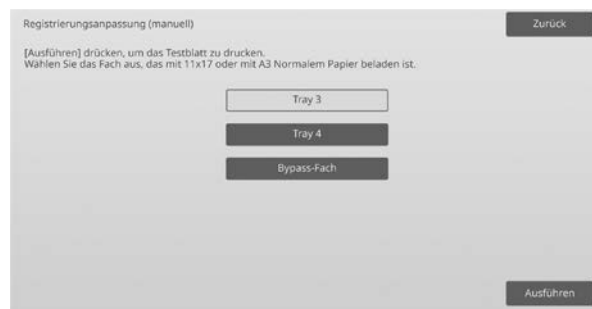 Registrierungsanpassung (manuell)
Zurück
[Ausführen] drücken, um das Testblatt zu drucken.
Wählen Sie das Fach aus, das mit 11x17 oder mit A3 Normalem Papier beladen ist.
Tray 3
Tray 4
Bypass-Fach
Ausführen